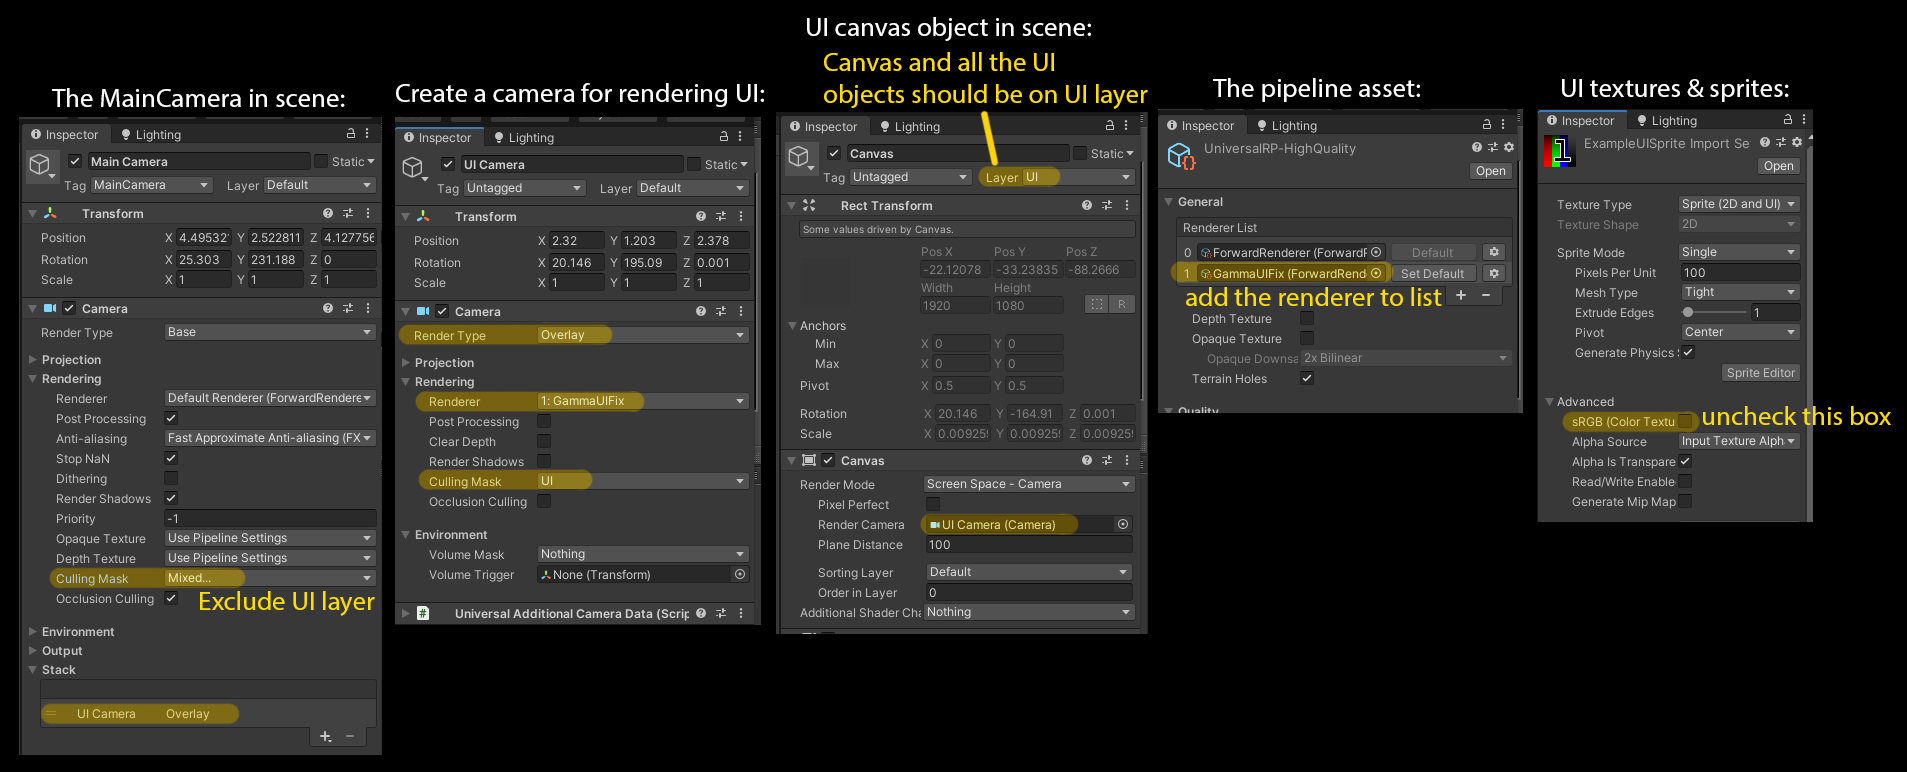 The MainCamera in scene:
Inspector
Lighting
Main Camera
Static
Tag MainCamera Layer Default
Transform
Position X 4.49532 Y 2.522811 Z 4.127756
Rotation X 25.303 Y 231.188 Z 0
Scale X 1 Y 1 Z 1
Camera
Render Type Base
Projection
Rendering
Renderer Default Renderer (ForwardRendere
Post Processing
Anti-aliasing Fast Approximate Anti-aliasing (FX
Stop NaN
Dithering
Render Shadows
Priority -1
Opaque Texture Use Pipeline Settings
Depth Texture Use Pipeline Settings
Culling Mask Mixed...
Occlusion Culling
Exclude UI layer
Environment
Output
Stack
UI Camera Overlay
+ −
Create a camera for rendering UI:
Inspector
Lighting
UI Camera
Static
Tag Untagged Layer Default
Transform
Position X 2.32 Y 1.203 Z 2.378
Rotation X 20.146 Y 195.09 Z 0.001
Scale X 1 Y 1 Z 1
Camera
Render Type Overlay
Projection
Rendering
Renderer 1: GammaUIFix
Post Processing
Clear Depth
Render Shadows
Culling Mask UI
Occlusion Culling
Environment
Volume Mask Nothing
Volume Trigger None (Transform)
# Universal Additional Camera Data (Scrip
UI canvas object in scene:
Canvas and all the UI
objects should be on UI layer
Inspector
Lighting
Canvas
Static
Tag Untagged Layer UI
Rect Transform
Some values driven by Canvas.
Pos X Pos Y Pos Z
-22.12078 -33.23835 -88.2666
Width Height
1920 1080
R
Anchors
Min X 0 Y 0
Max X 0 Y 0
Pivot X 0.5 Y 0.5
Rotation X 20.146 Y -164.91 Z 0.001
Scale X 0.00925 Y 0.00925 Z 0.00925
Canvas
Render Mode Screen Space - Camera
Pixel Perfect
Render Camera UI Camera (Camera)
Plane Distance 100
Sorting Layer Default
Order in Layer 0
Additional Shader Cha Nothing
The pipeline asset:
Inspector
Lighting
UniversalRP-HighQuality
Open
General
Renderer List
0 ForwardRenderer (ForwardR Default
1 GammaUIFix (ForwardRend Set Default
add the renderer to list
+ −
Depth Texture
Opaque Texture
Opaque Downsa 2x Bilinear
Terrain Holes
Quality
UI textures & sprites:
Inspector
Lighting
1
ExampleUISprite Import Se
Open
Texture Type Sprite (2D and UI)
Texture Shape 2D
Sprite Mode Single
Pixels Per Unit 100
Mesh Type Tight
Extrude Edges 1
Pivot Center
Generate Physics S
Sprite Editor
Advanced
sRGB (Color Textu
uncheck this box
Alpha Source Input Texture Alph
Alpha Is Transpare
Read/Write Enable
Generate Mip Map